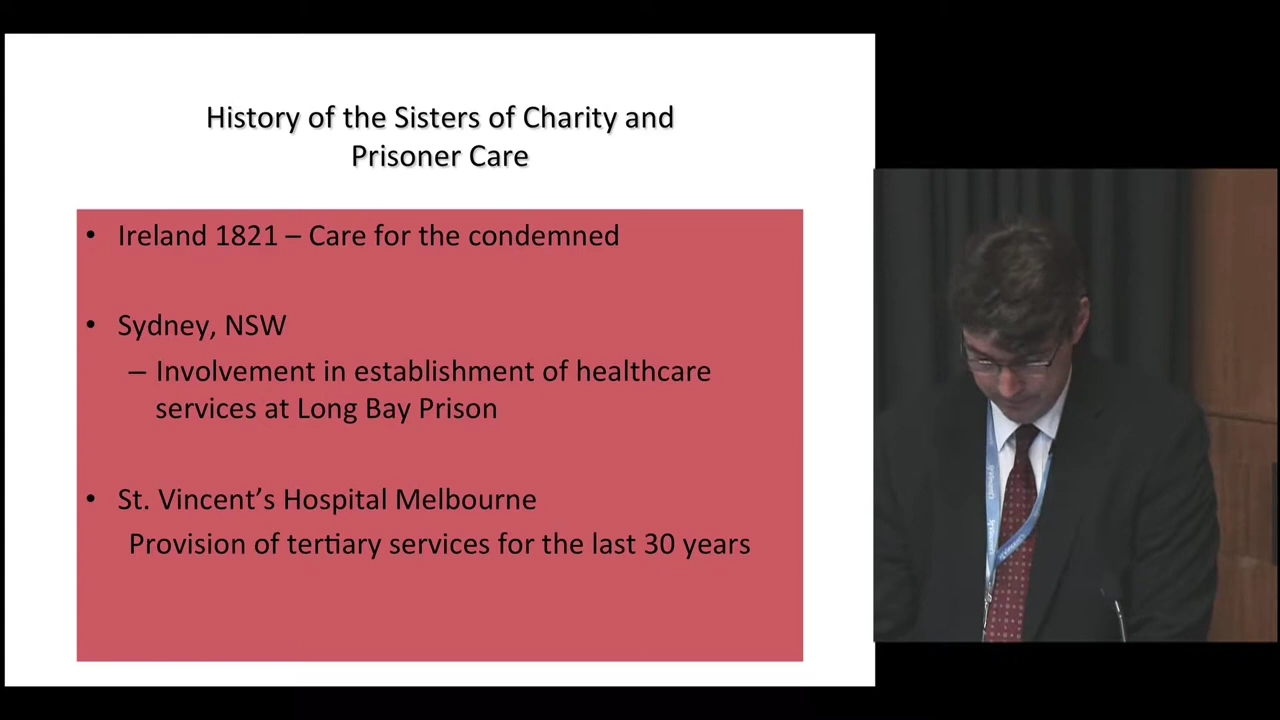 History of the Sisters of Charity and
Prisoner Care
• Ireland 1821 – Care for the condemned
• Sydney, NSW
– Involvement in establishment of healthcare
services at Long Bay Prison
• St. Vincent’s Hospital Melbourne
Provision of tertiary services for the last 30 years